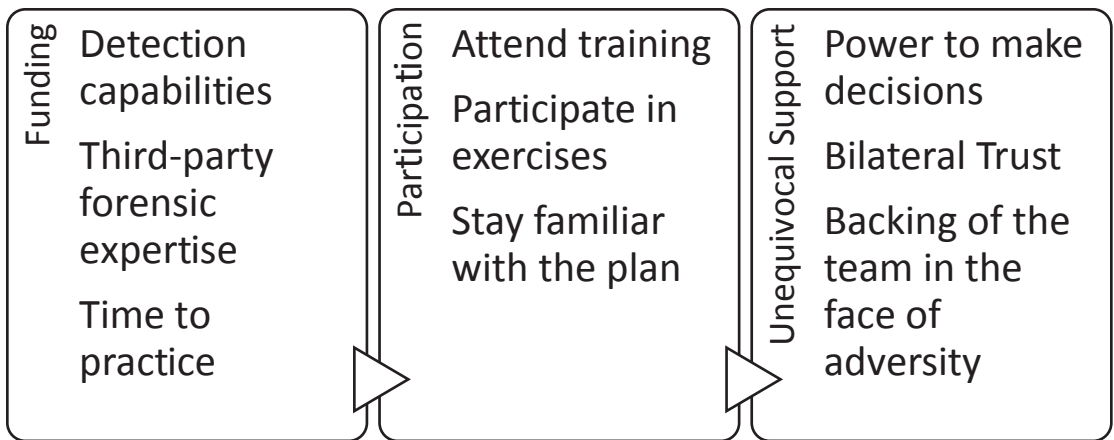 Funding
Detection
capabilities
Third-party
forensic
expertise
Time to
practice
Participation
Attend training
Participate in
exercises
Stay familiar
with the plan
Unequivocal Support
Power to make
decisions
Bilateral Trust
Backing of the
team in the
face of
adversity